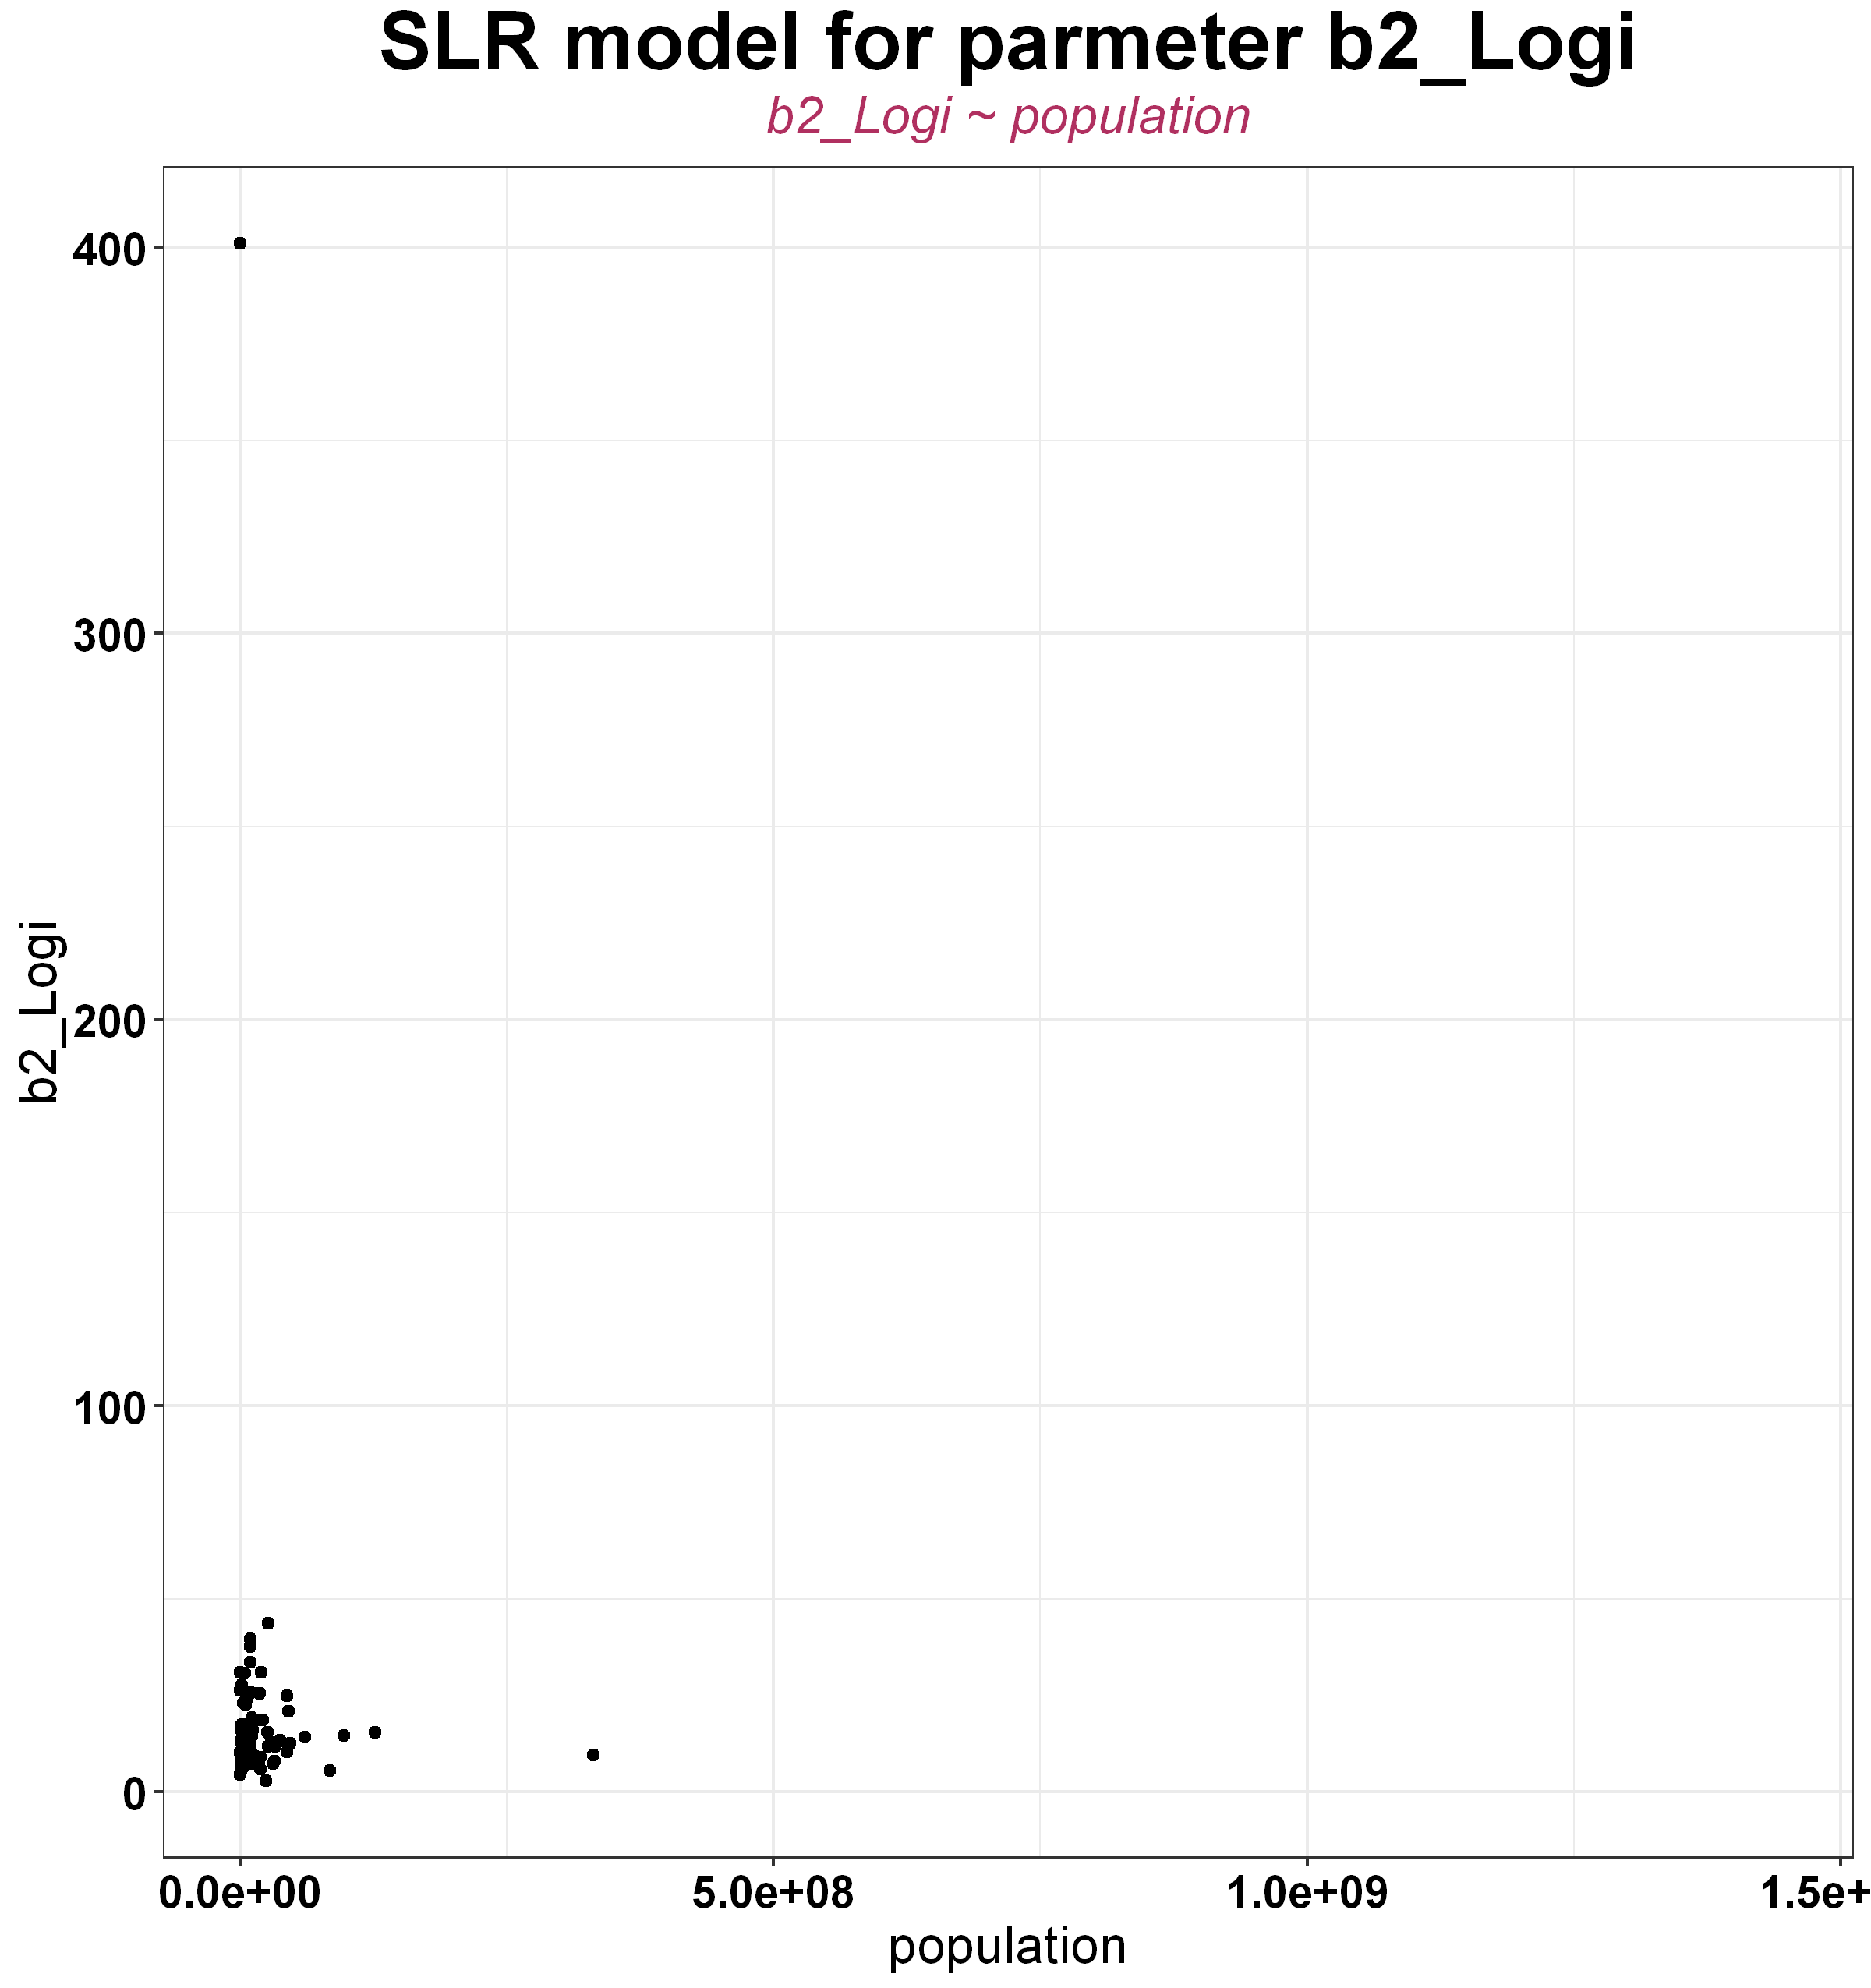 SLR model for parmeter b2_Logi
b2_Logi ~ population
400
300
200
100
0
b2_Logi
0.0e+00
5.0e+08
1.0e+09
1.5e+
population